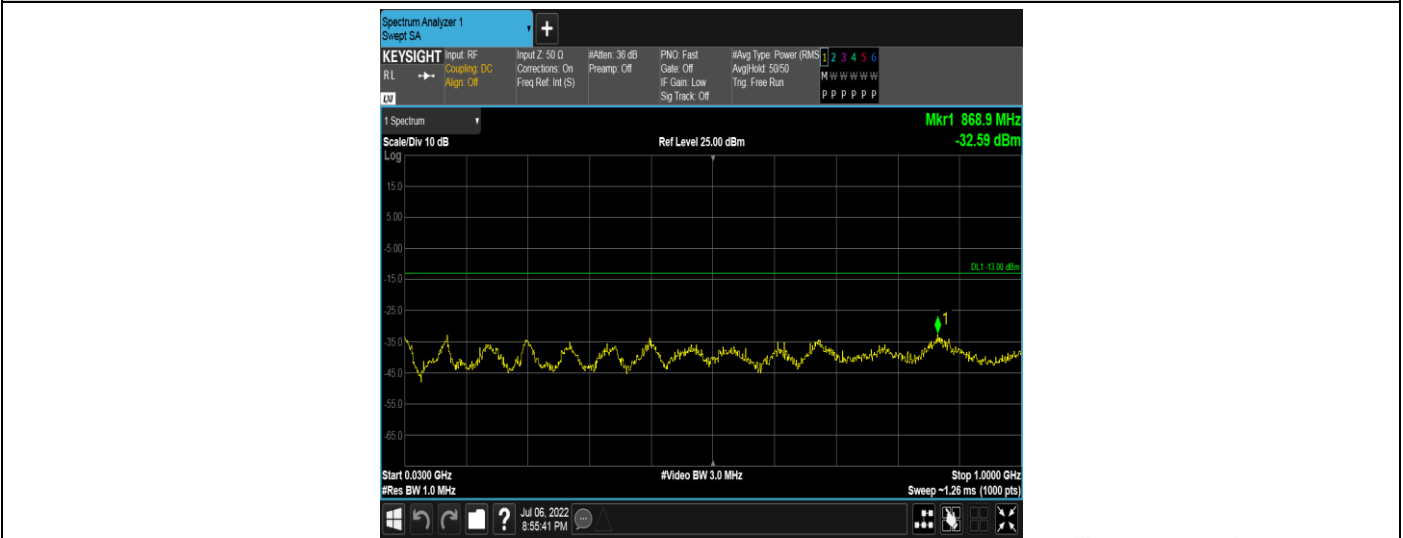 Spectrum Analyzer 1
Swept SA
+
KEYSIGHT
RL
LXI
Input: RF
Coupling: DC
Align: Off
Input Z: 50 Ω
Corrections: On
Freq Ref: Int (S)
#Atten: 36 dB
Preamp: Off
PNO: Fast
Gate: Off
IF Gain: Low
Sig Track: Off
#Avg Type: Power (RMS
Avg|Hold: 50/50
Trig: Free Run
1 2 3 4 5 6
M W W W W W
P P P P P P
1 Spectrum
Mkr1 868.9 MHz
Scale/Div 10 dB
Ref Level 25.00 dBm
-32.59 dBm
Log
15.0
5.00
-5.00
DL1 -13.00 dBm
-15.0
-25.0
1
-35.0
-45.0
-55.0
-65.0
Start 0.0300 GHz
#Video BW 3.0 MHz
Stop 1.0000 GHz
#Res BW 1.0 MHz
Sweep ~1.26 ms (1000 pts)
?
Jul 06, 2022
8:55:41 PM